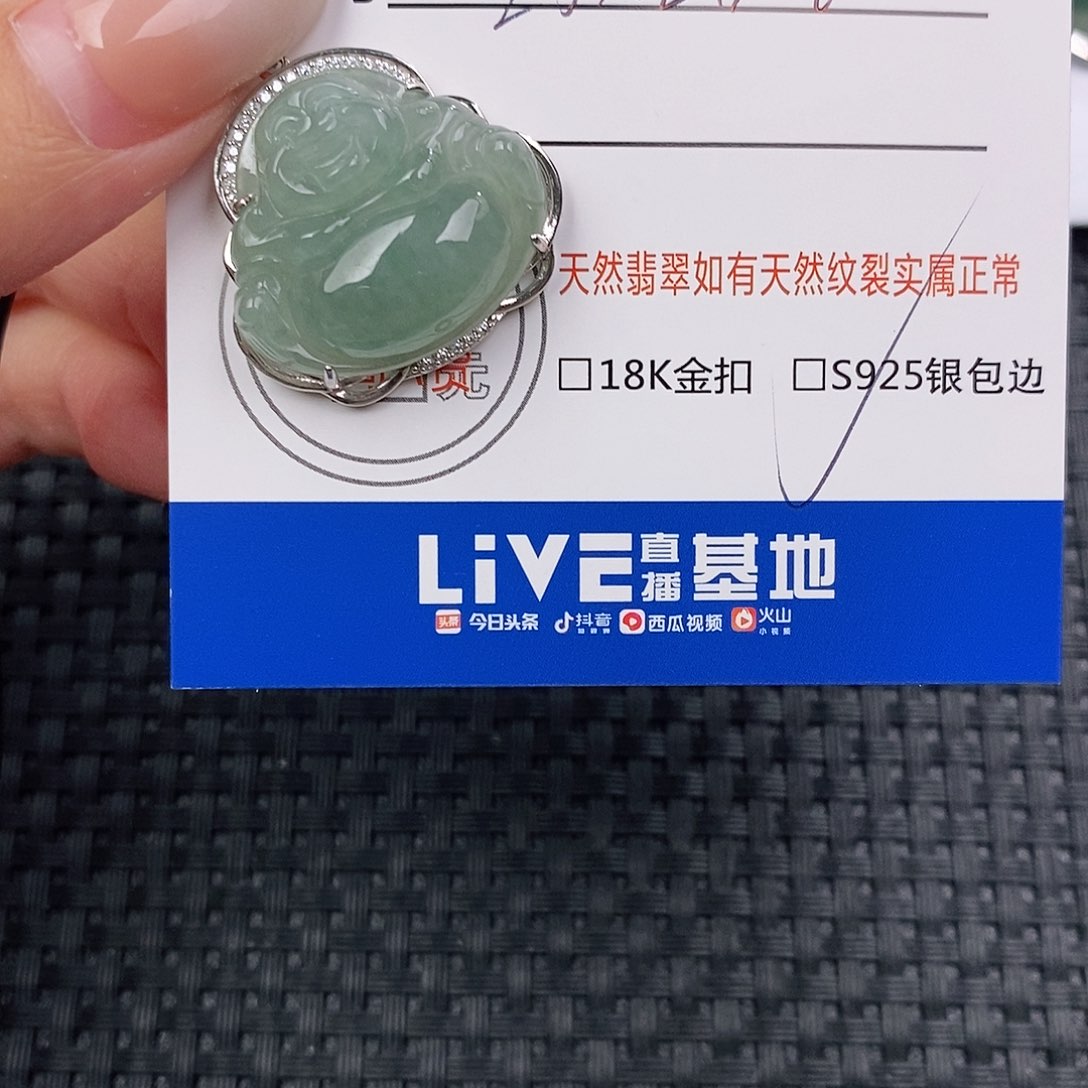 天然翡翠如有天然纹裂实属正常
□18K金扣 □S925银包边
LiVE直播基地
今日头条 抖音 西瓜视频 火山小视频